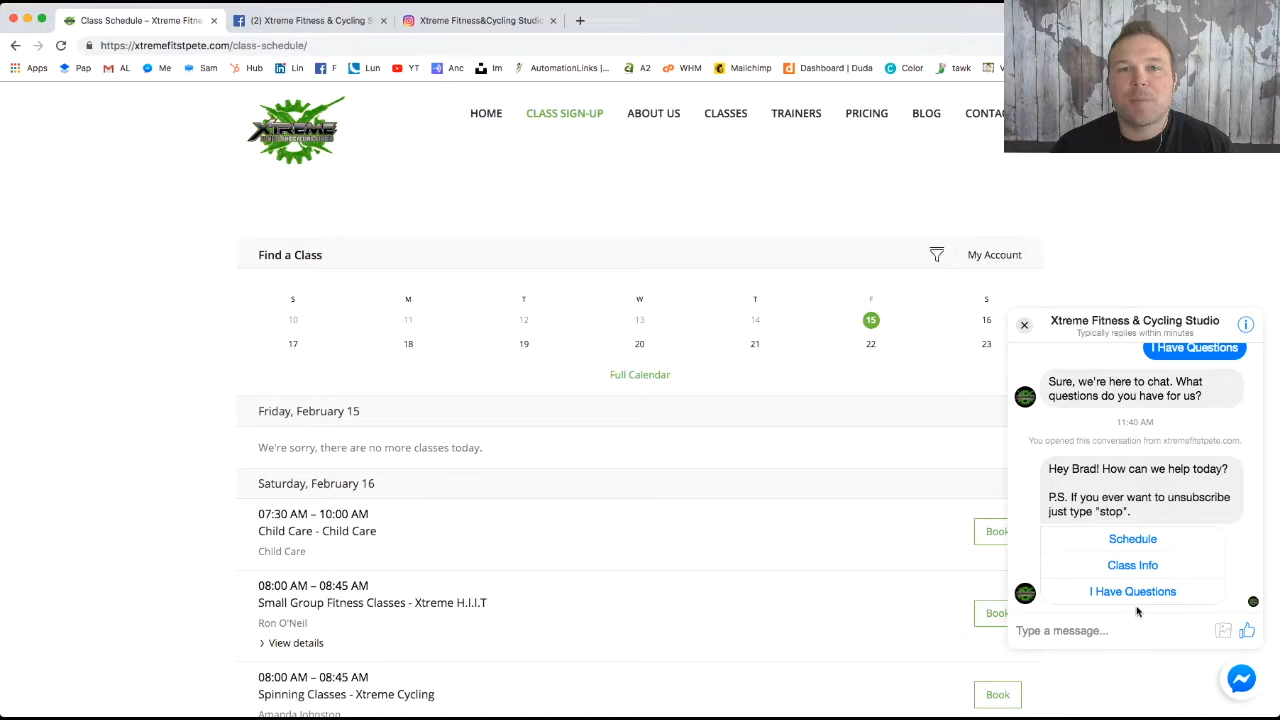 Class Schedule – Xtreme Fitne
(2) Xtreme Fitness & Cycling S
Xtreme Fitness&Cycling Studio
https://xtremefitstpete.com/class-schedule/
Apps
Pap
AL
Me
Sam
Hub
Lin
F
Lun
YT
Anc
Im
AutomationLinks |...
A2
WHM
Mailchimp
Dashboard | Duda
Color
tawk
XTREME
HOME
CLASS SIGN-UP
ABOUT US
CLASSES
TRAINERS
PRICING
BLOG
CONTAC
Find a Class
My Account
S M T W T F S
10 11 12 13 14 15 16
17 18 19 20 21 22 23
Full Calendar
Friday, February 15
We're sorry, there are no more classes today.
Saturday, February 16
07:30 AM – 10:00 AM
Child Care - Child Care
Child Care
Book
08:00 AM – 08:45 AM
Small Group Fitness Classes - Xtreme H.I.I.T
Ron O'Neil
View details
Book
08:00 AM – 08:45 AM
Spinning Classes - Xtreme Cycling
Amanda Johnston
Book
Xtreme Fitness & Cycling Studio
Typically replies within minutes
I Have Questions
Sure, we're here to chat. What
questions do you have for us?
11:40 AM
You opened this conversation from xtremefitstpete.com.
Hey Brad! How can we help today?
P.S. If you ever want to unsubscribe
just type "stop".
Schedule
Class Info
I Have Questions
Type a message...